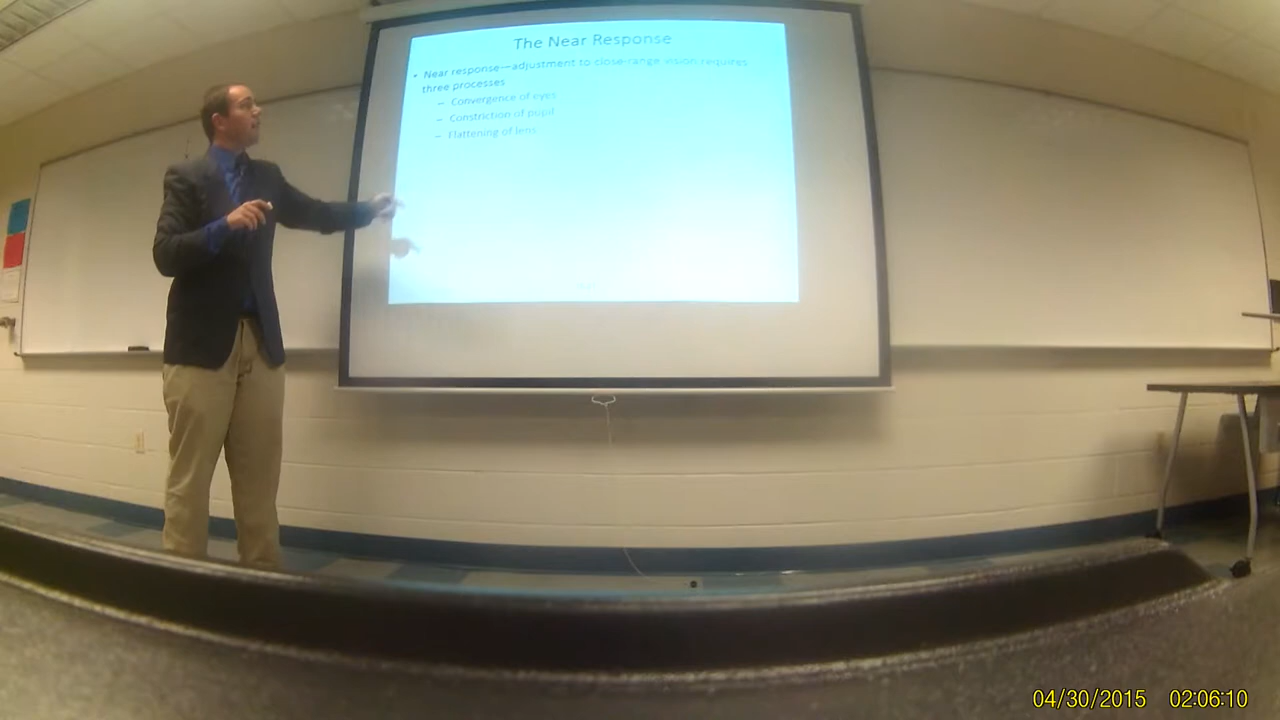 The Near Response
• Near response—adjustment to close-range vision requires
three processes
– Convergence of eyes
– Constriction of pupil
– Flattening of lens
04/30/2015 02:06:10